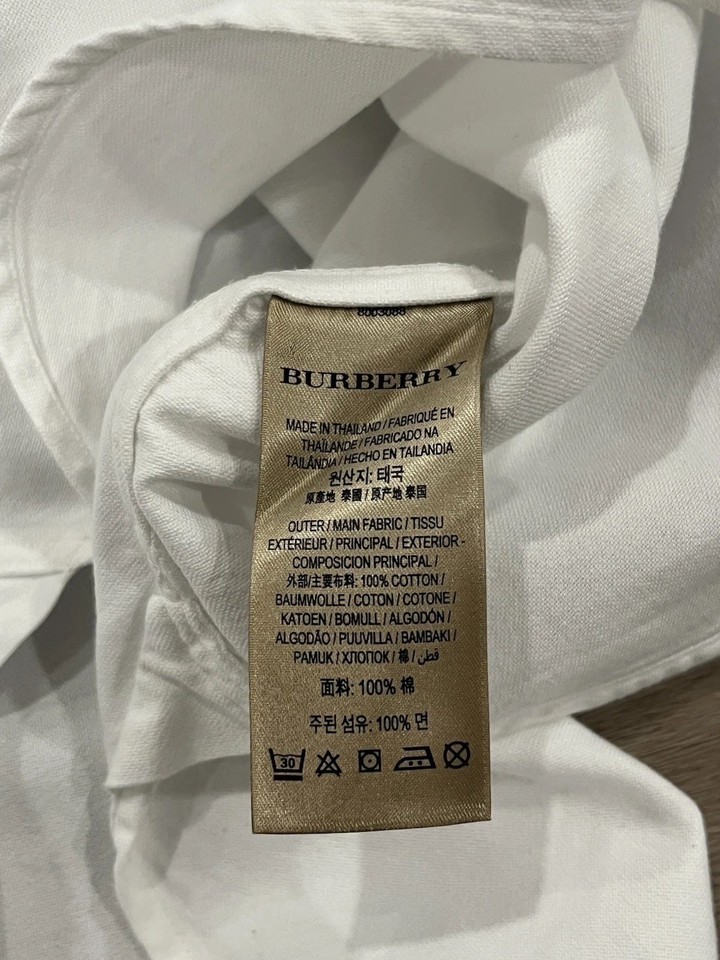 8003088
BURBERRY
MADE IN THAILAND / FABRIQUÉ EN
THAÏLANDE / FABRICADO NA
TAILÂNDIA / HECHO EN TAILANDIA
원산지: 태국
原產地 泰國 / 原产地 泰国
OUTER / MAIN FABRIC / TISSU
EXTÉRIEUR / PRINCIPAL / EXTERIOR -
COMPOSICION PRINCIPAL /
外部/主要布料: 100% COTTON /
BAUMWOLLE / COTON / COTONE /
KATOEN / BOMULL / ALGODÓN /
ALGODÃO / PUUVILLA / BAMBAKI /
PAMUK / ХЛОПОК / 棉 / قطن
面料: 100% 棉
주된 섬유: 100% 면
30